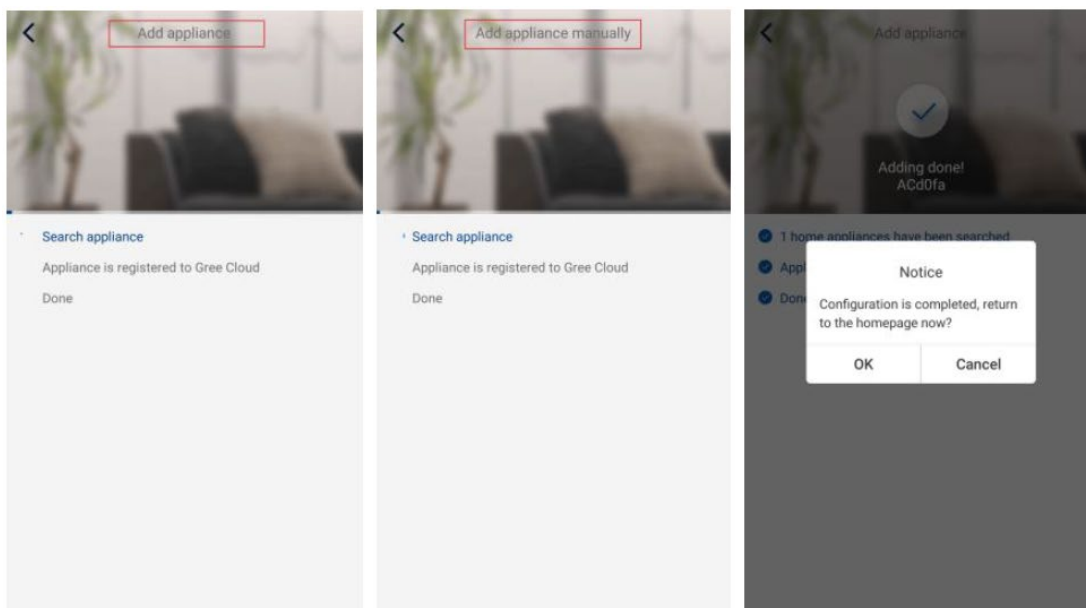 Add appliance
Search appliance
Appliance is registered to Gree Cloud
Done
Add appliance manually
Search appliance
Appliance is registered to Gree Cloud
Done
Add appliance
Adding done!
ACd0fa
1 home appliances have been searched
Appl
Done
Notice
Configuration is completed, return
to the homepage now?
OK
Cancel